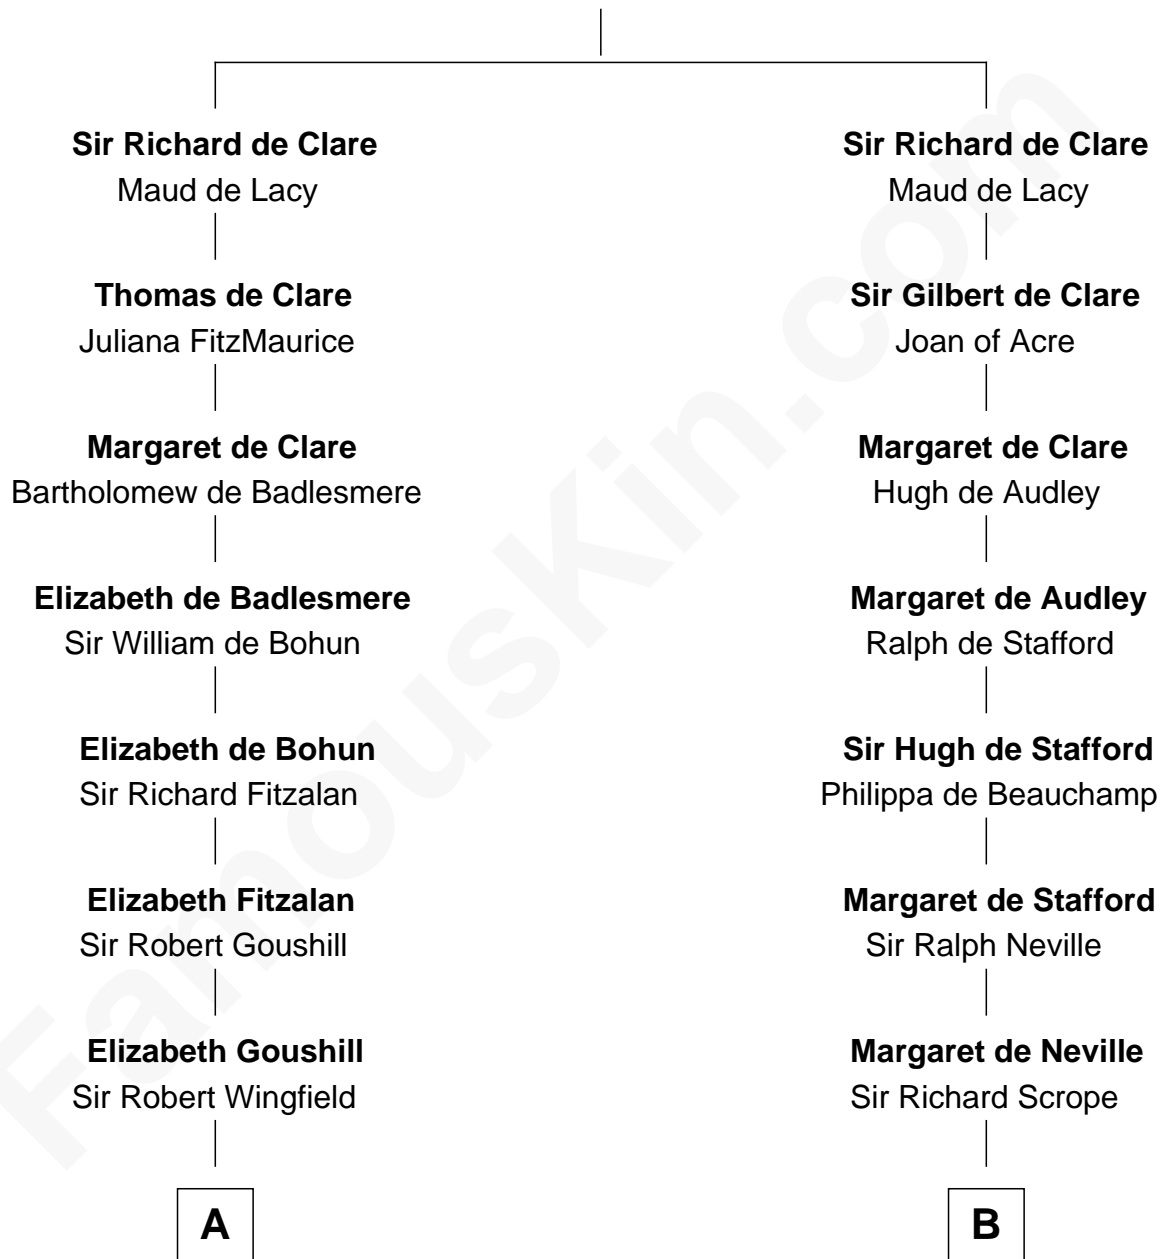 Sir Richard de Clare
Maud de Lacy
Thomas de Clare
Juliana FitzMaurice
Margaret de Clare
Bartholomew de Badlesmere
Elizabeth de Badlesmere
Sir William de Bohun
Elizabeth de Bohun
Sir Richard Fitzalan
Elizabeth Fitzalan
Sir Robert Goushill
Elizabeth Goushill
Sir Robert Wingfield
A
Sir Richard de Clare
Maud de Lacy
Sir Gilbert de Clare
Joan of Acre
Margaret de Clare
Hugh de Audley
Margaret de Audley
Ralph de Stafford
Sir Hugh de Stafford
Philippa de Beauchamp
Margaret de Stafford
Sir Ralph Neville
Margaret de Neville
Sir Richard Scrope
B
FamousKin.com